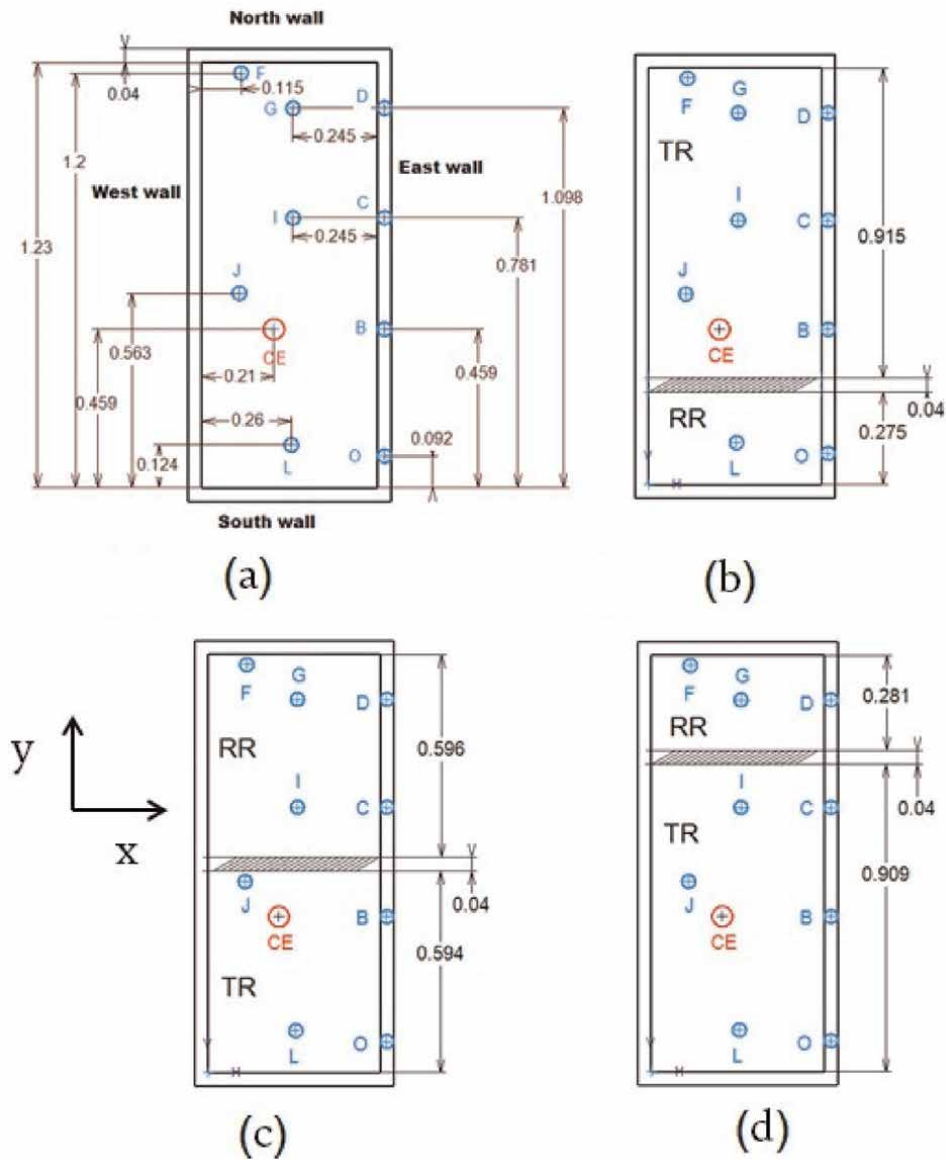 North wall
F
0.04
0.115
G
D
0.245
1.2
West wall
East wall
C
1.098
I
0.245
1.23
0.781
J
B
0.563
CE
0.21
0.459
0.459
0.26
0.092
0.124
L
O
South wall
(a)
F
G
D
TR
I
C
0.915
J
B
CE
0.04
RR
0.275
L
O
H
(b)
F
G
D
RR
0.596
I
C
y
x
J
0.04
B
CE
0.594
TR
L
O
H
(c)
F
G
D
0.281
RR
I
C
0.04
TR
J
B
0.909
CE
L
O
H
(d)